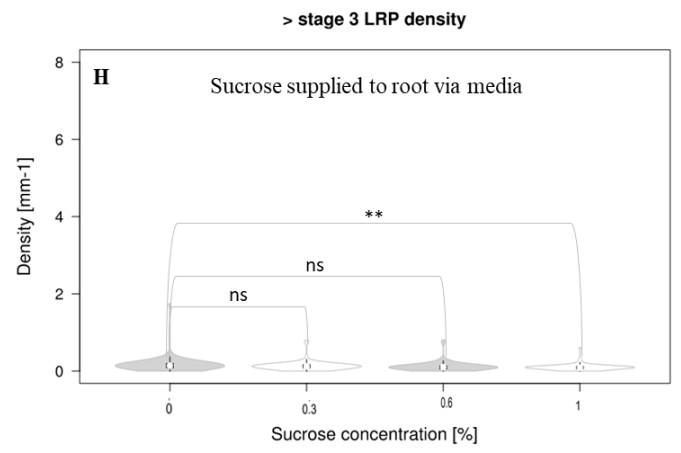 > stage 3 LRP density
H
Sucrose supplied to root via media
Density [mm-1]
8
6
4
2
0
**
ns
ns
0
0.3
0.6
1
Sucrose concentration [%]